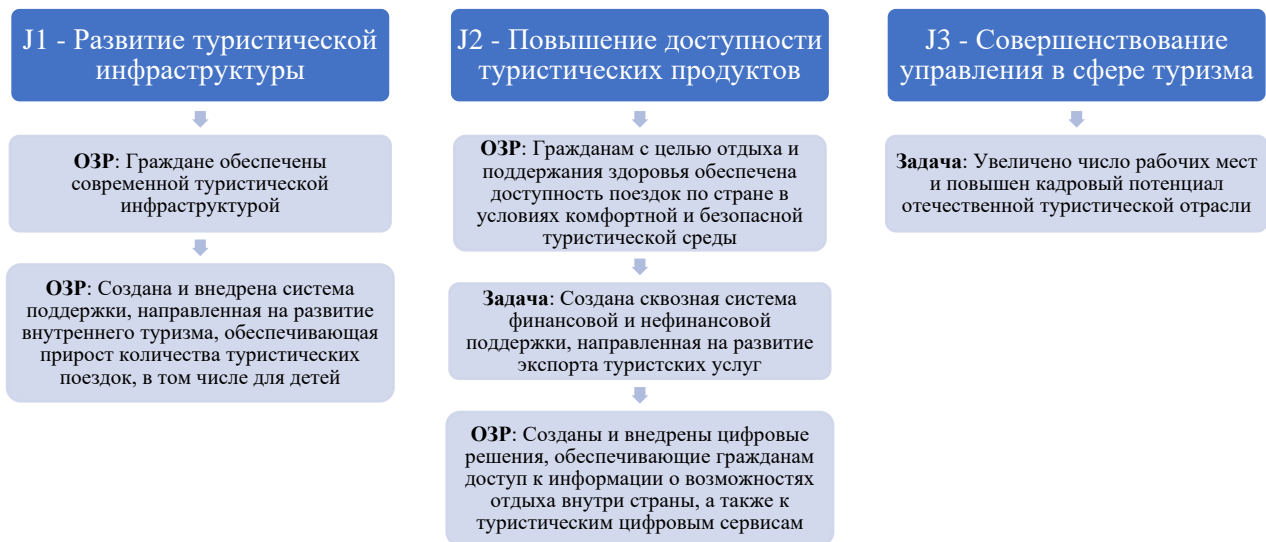 J1 - Развитие туристической
инфраструктуры
ОЗР: Граждане обеспечены
современной туристической
инфраструктурой
ОЗР: Создана и внедрена система
поддержки, направленная на развитие
внутреннего туризма, обеспечивающая
прирост количества туристических
поездок, в том числе для детей
J2 - Повышение доступности
туристических продуктов
ОЗР: Гражданам с целью отдыха и
поддержания здоровья обеспечена
доступность поездок по стране в
условиях комфортной и безопасной
туристической среды
Задача: Создана сквозная система
финансовой и нефинансовой
поддержки, направленная на развитие
экспорта туристских услуг
ОЗР: Созданы и внедрены цифровые
решения, обеспечивающие гражданам
доступ к информации о возможностях
отдыха внутри страны, а также к
туристическим цифровым сервисам
J3 - Совершенствование
управления в сфере туризма
Задача: Увеличено число рабочих мест
и повышен кадровый потенциал
отечественной туристической отрасли